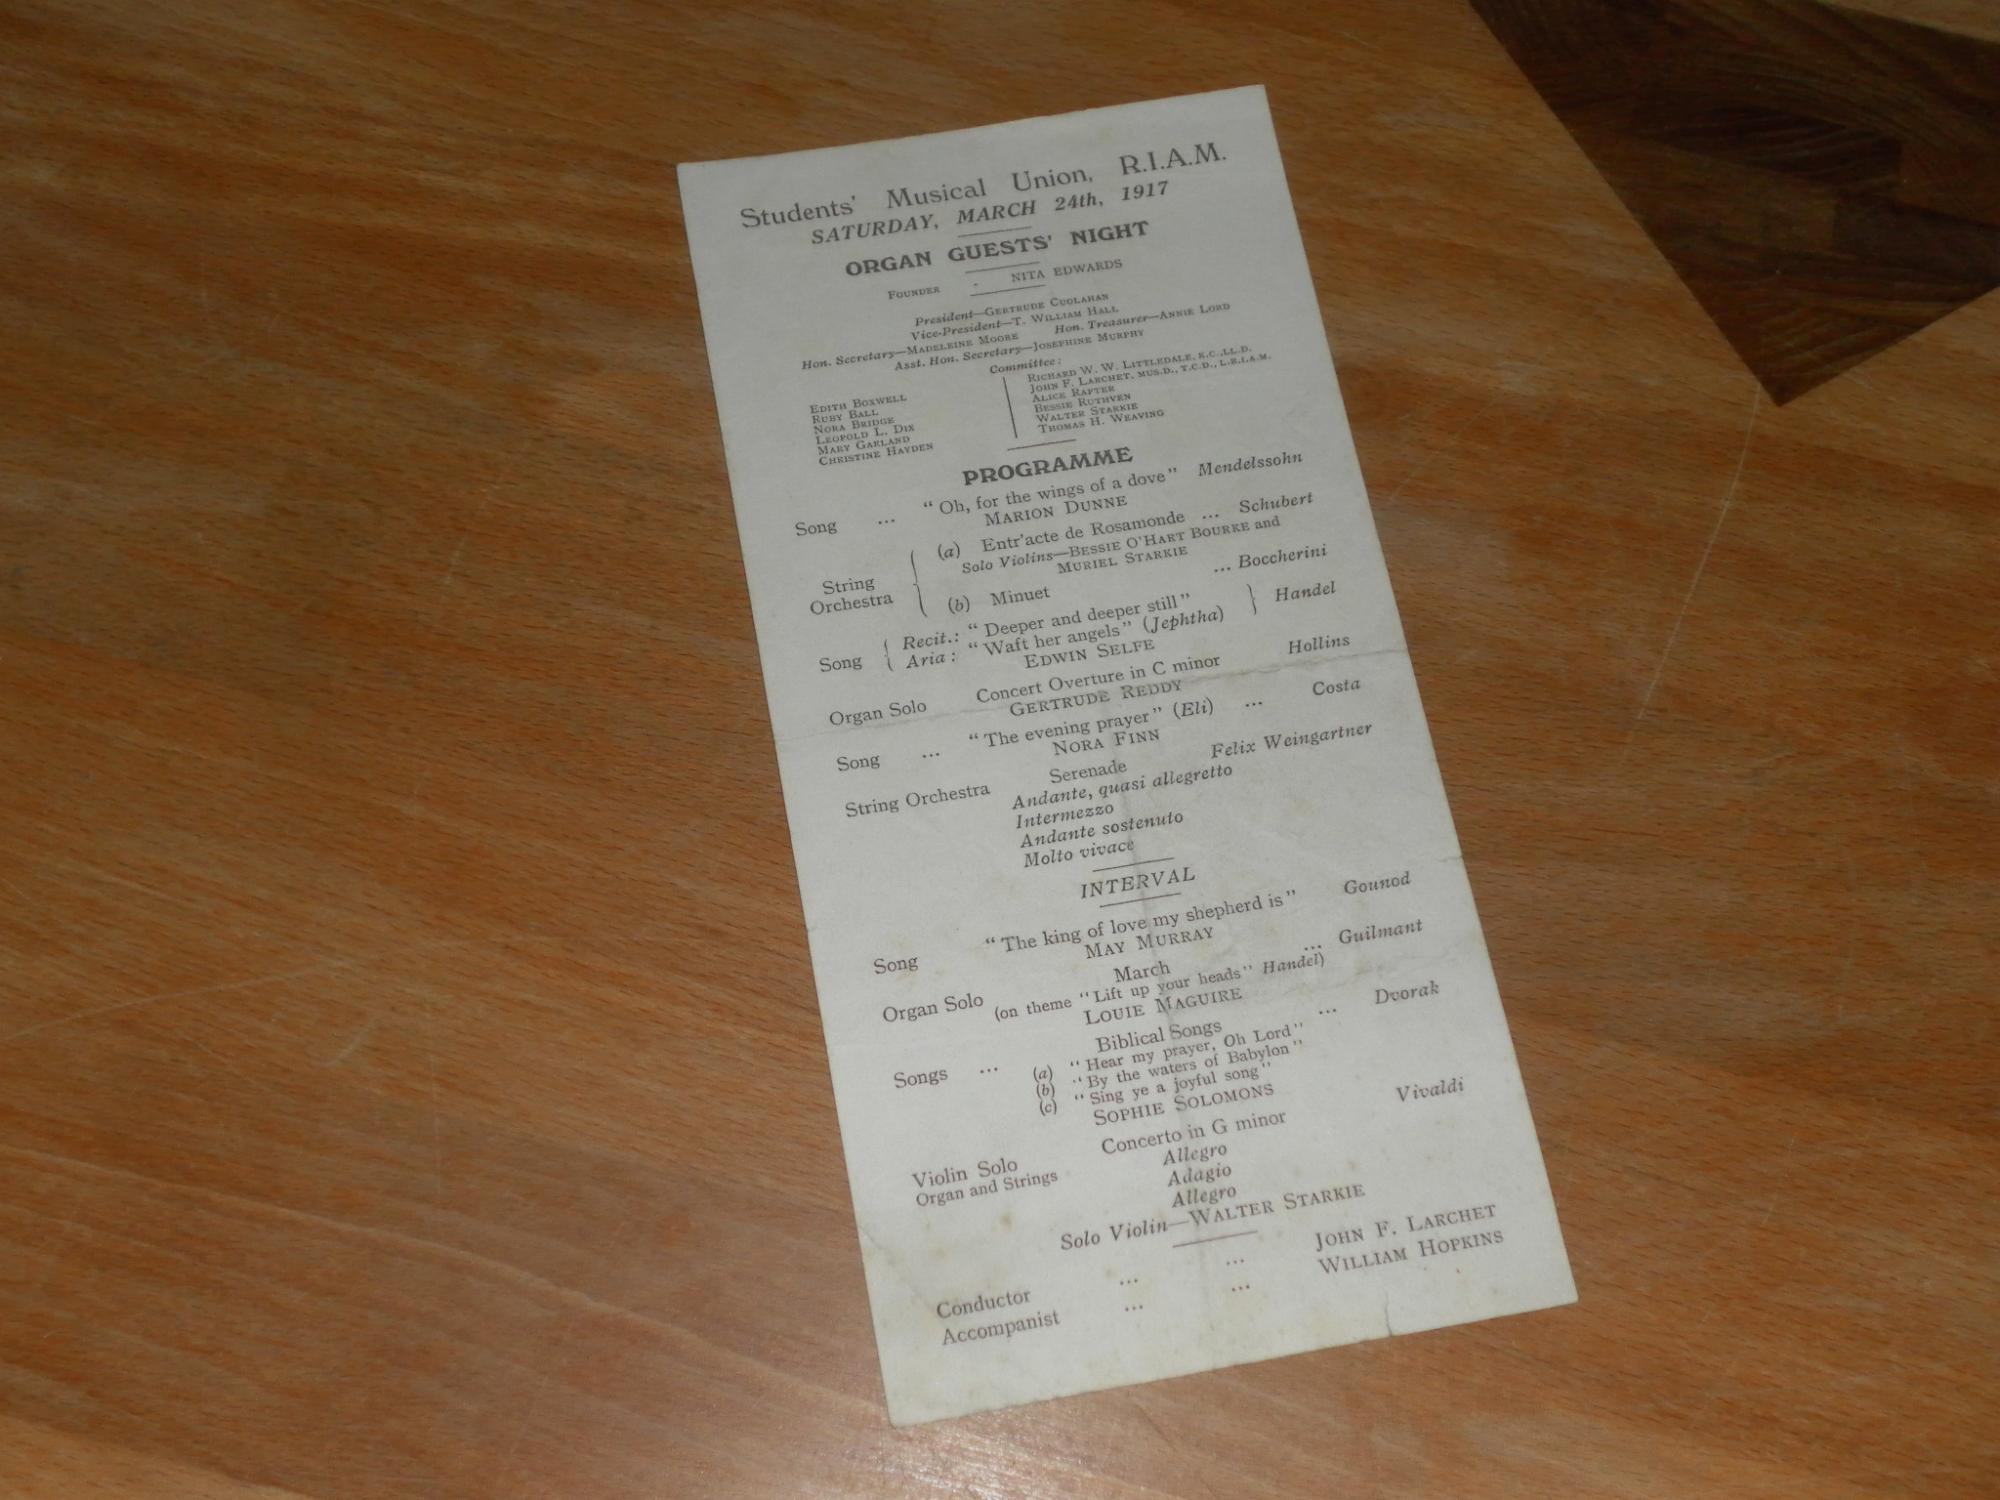 Students' Musical Union, R.I.A.M.
SATURDAY, MARCH 24th, 1917
ORGAN GUESTS' NIGHT
FOUNDER - NITA EDWARDS
President—GERTRUDE CUOLAHAN
Vice-President—T. WILLIAM HALL
Hon. Secretary—MADELEINE MOORE Hon. Treasurer—ANNIE LORD
Asst. Hon. Secretary—JOSEPHINE MURPHY
Committee:
EDITH BOXWELL
RUBY BALL
NORA BRIDGE
LEOPOLD L. DIX
MARY GARLAND
CHRISTINE HAYDEN
RICHARD W. W. LITTLEDALE, K.C., LL.D.
JOHN F. LARCHET, MUS.D., T.C.D., L.R.I.A.M.
ALICE RAFTER
BESSIE RUTHVEN
WALTER STARKIE
THOMAS H. WEAVING
PROGRAMME
Song ... "Oh, for the wings of a dove" Mendelssohn
MARION DUNNE
String Orchestra { (a) Entr'acte de Rosamonde ... Schubert
Solo Violins—BESSIE O'HART BOURKE and
MURIEL STARKIE
(b) Minuet ... Boccherini
Song { Recit.: "Deeper and deeper still" } Handel
Aria: "Waft her angels" (Jephtha)
EDWIN SELFE
Organ Solo Concert Overture in C minor Hollins
GERTRUDE REDDY
Song ... "The evening prayer" (Eli) ... Costa
NORA FINN
String Orchestra Serenade Felix Weingartner
Andante, quasi allegretto
Intermezzo
Andante sostenuto
Molto vivace
INTERVAL
Song "The king of love my shepherd is" Gounod
MAY MURRAY
Organ Solo March ... Guilmant
(on theme "Lift up your heads" Handel)
LOUIE MAGUIRE
Songs ... Biblical Songs ... Dvorak
(a) "Hear my prayer, Oh Lord"
(b) "By the waters of Babylon"
(c) "Sing ye a joyful song"
SOPHIE SOLOMONS
Violin Solo Concerto in G minor Vivaldi
Organ and Strings Allegro
Adagio
Allegro
Solo Violin—WALTER STARKIE
Conductor ... ... JOHN F. LARCHET
Accompanist ... ... WILLIAM HOPKINS